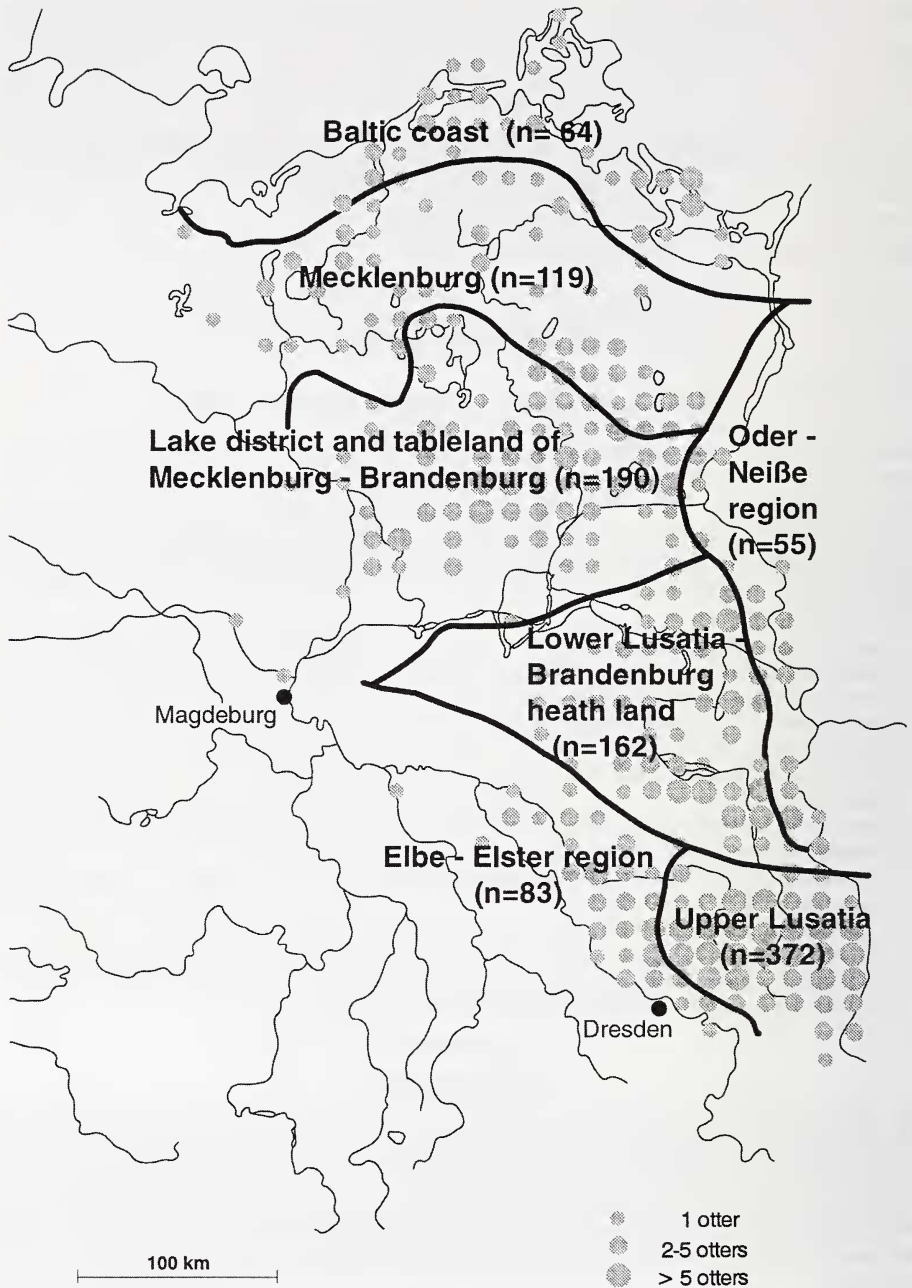 Baltic coast (n= 64)
Mecklenburg (n=119)
Lake district and tableland of
Mecklenburg - Brandenburg (n=190)
Oder -
Neiße
region
(n=55)
Lower Lusatia -
Brandenburg
heath land
(n=162)
Magdeburg
Elbe - Elster region
(n=83)
Upper Lusatia
(n=372)
Dresden
1 otter
2-5 otters
> 5 otters
100 km